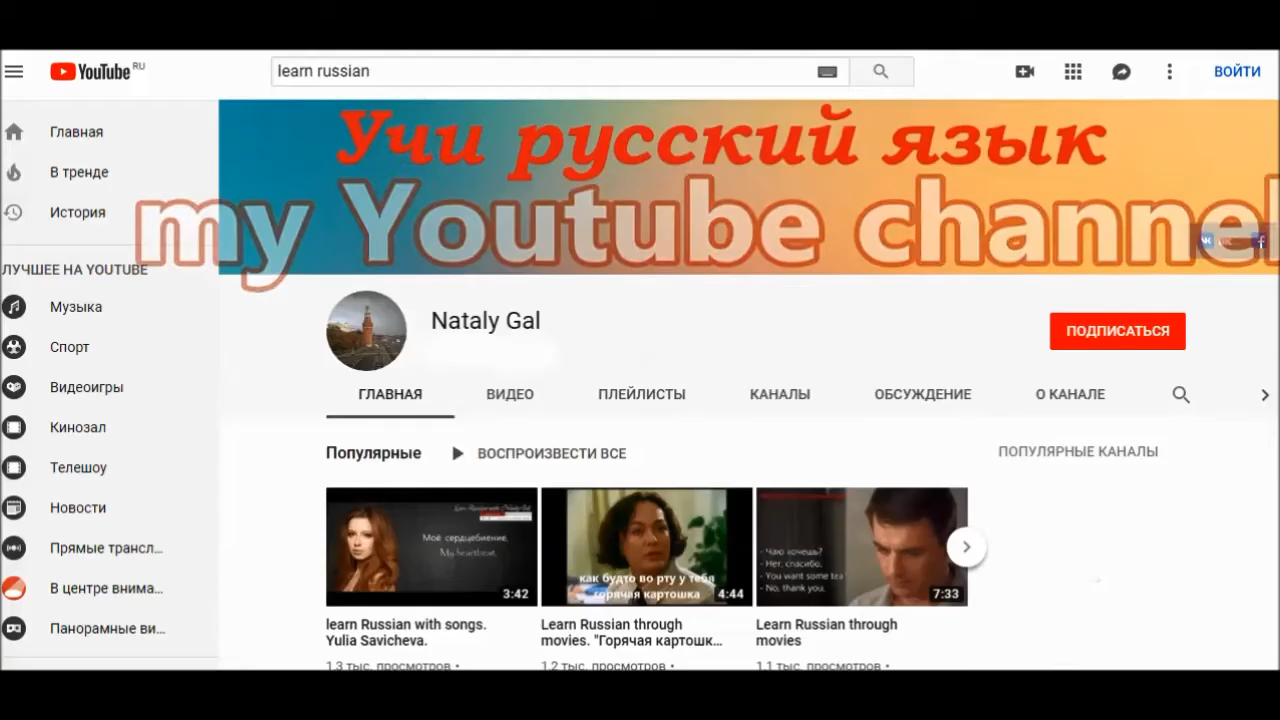 YouTube RU
learn russian
ВОЙТИ
Учи русский язык
my Youtube channel
Главная
В тренде
История
ЛУЧШЕЕ НА YOUTUBE
Музыка
Спорт
Видеоигры
Кинозал
Телешоу
Новости
Прямые трансл...
В центре внима...
Панорамные ви...
Nataly Gal
ПОДПИСАТЬСЯ
ГЛАВНАЯ ВИДЕО ПЛЕЙЛИСТЫ КАНАЛЫ ОБСУЖДЕНИЕ О КАНАЛЕ
Популярные ВОСПРОИЗВЕСТИ ВСЕ
ПОПУЛЯРНЫЕ КАНАЛЫ
Learn Russian with Nataly Gal
Моё сердцебиение,
My heartbeat,
3:42
как будто во рту у тебя
горячая картошка
4:44
- Чаю хочешь?
- Нет, спасибо.
- You want some tea
- No, thank you.
7:33
learn Russian with songs.
Yulia Savicheva.
1,3 тыс. просмотров •
Learn Russian through
movies. "Горячая картошк...
1,2 тыс. просмотров •
Learn Russian through
movies
1,1 тыс. просмотров •